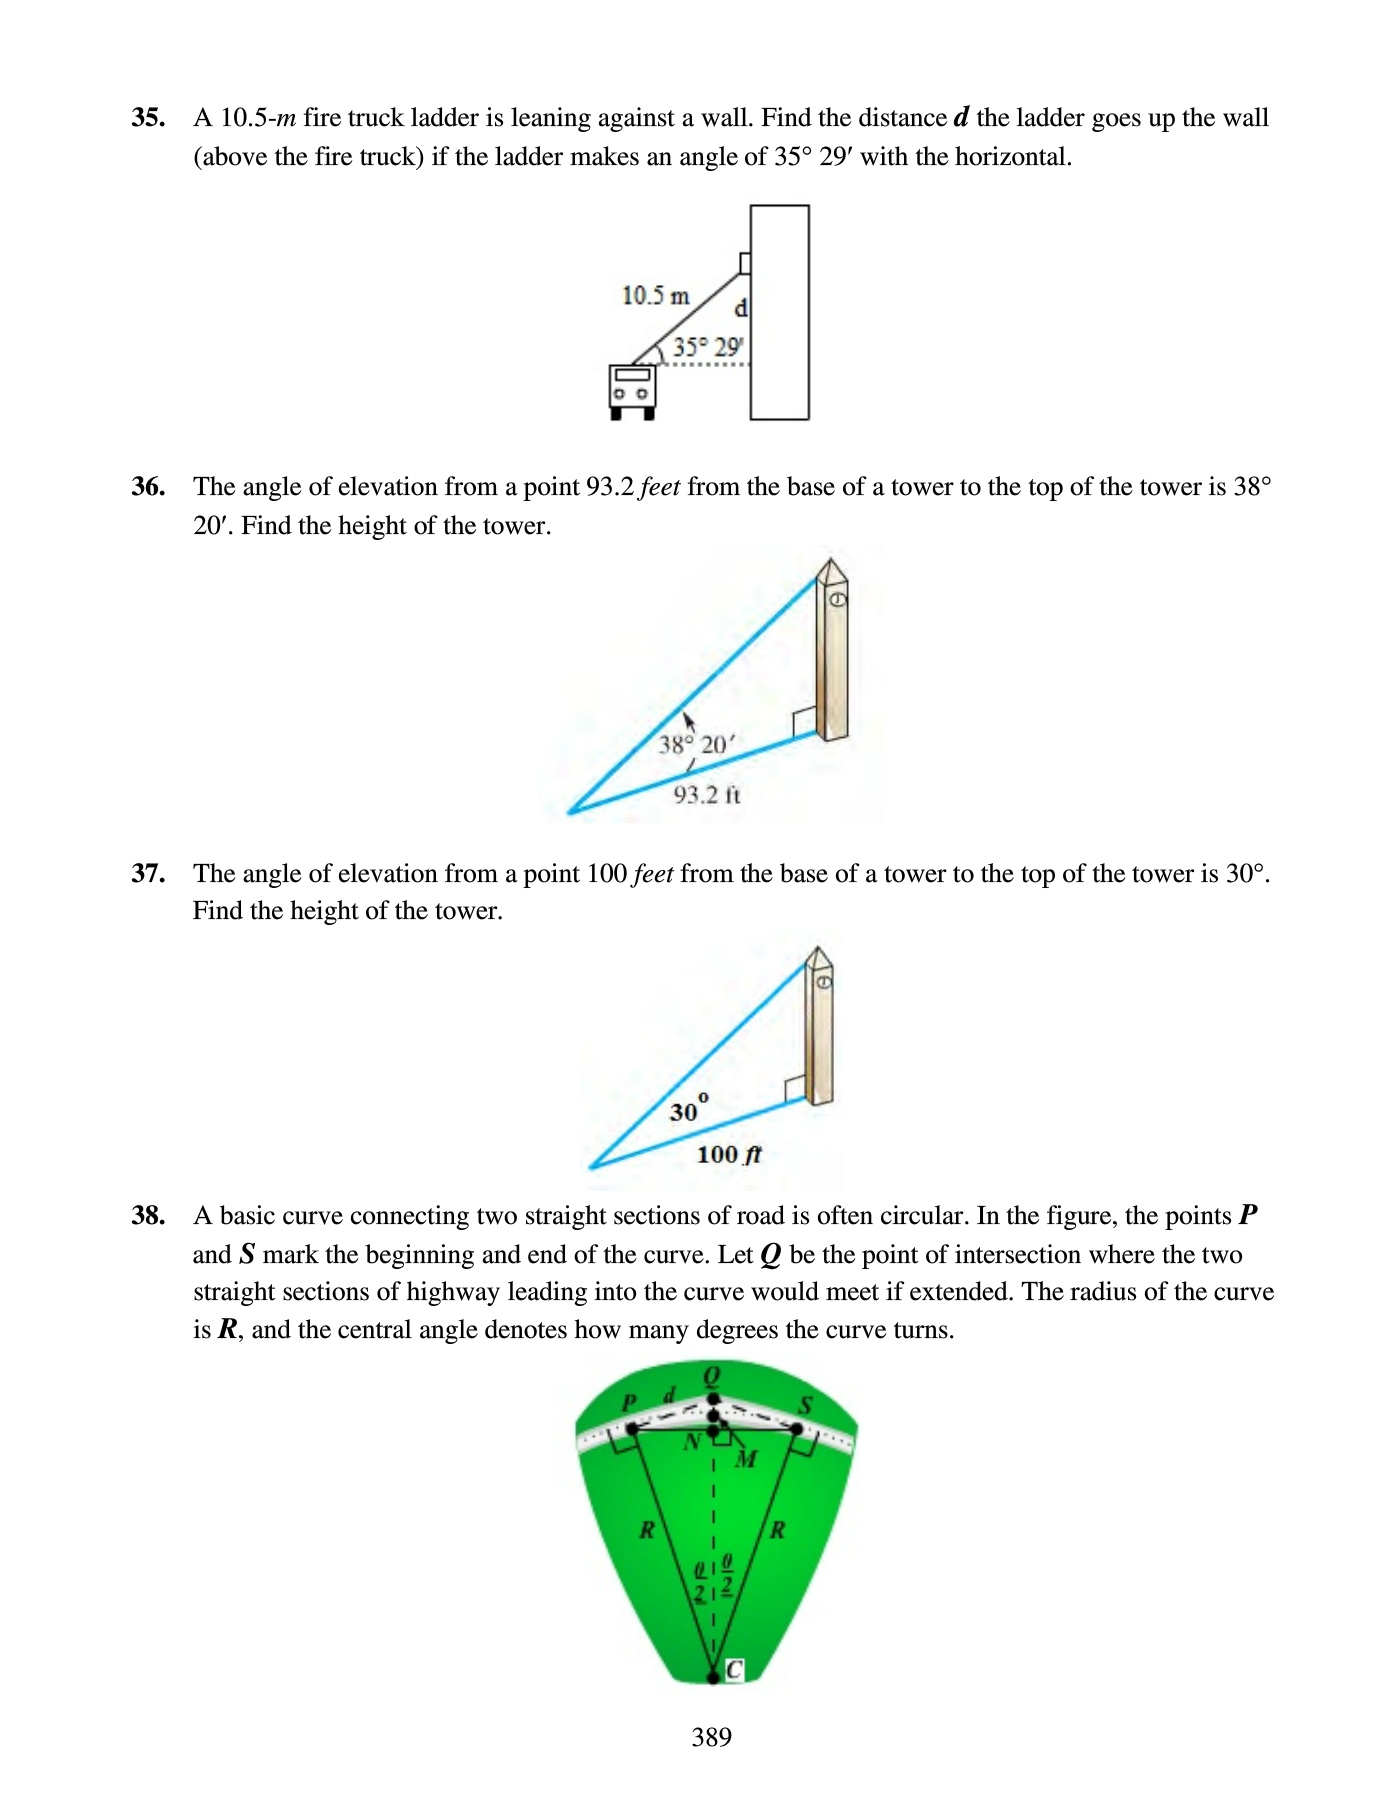 35. A 10.5-m fire truck ladder is leaning against a wall. Find the distance d the ladder goes up the wall
(above the fire truck) if the ladder makes an angle of 35° 29′ with the horizontal.
10.5 m
d
35° 29'
36. The angle of elevation from a point 93.2 feet from the base of a tower to the top of the tower is 38°
20′. Find the height of the tower.
38° 20′
93.2 ft
37. The angle of elevation from a point 100 feet from the base of a tower to the top of the tower is 30°.
Find the height of the tower.
30°
100 ft
38. A basic curve connecting two straight sections of road is often circular. In the figure, the points P
and S mark the beginning and end of the curve. Let Q be the point of intersection where the two
straight sections of highway leading into the curve would meet if extended. The radius of the curve
is R, and the central angle denotes how many degrees the curve turns.
Q
P d S
N M
R R
θ/2 θ/2
C
389